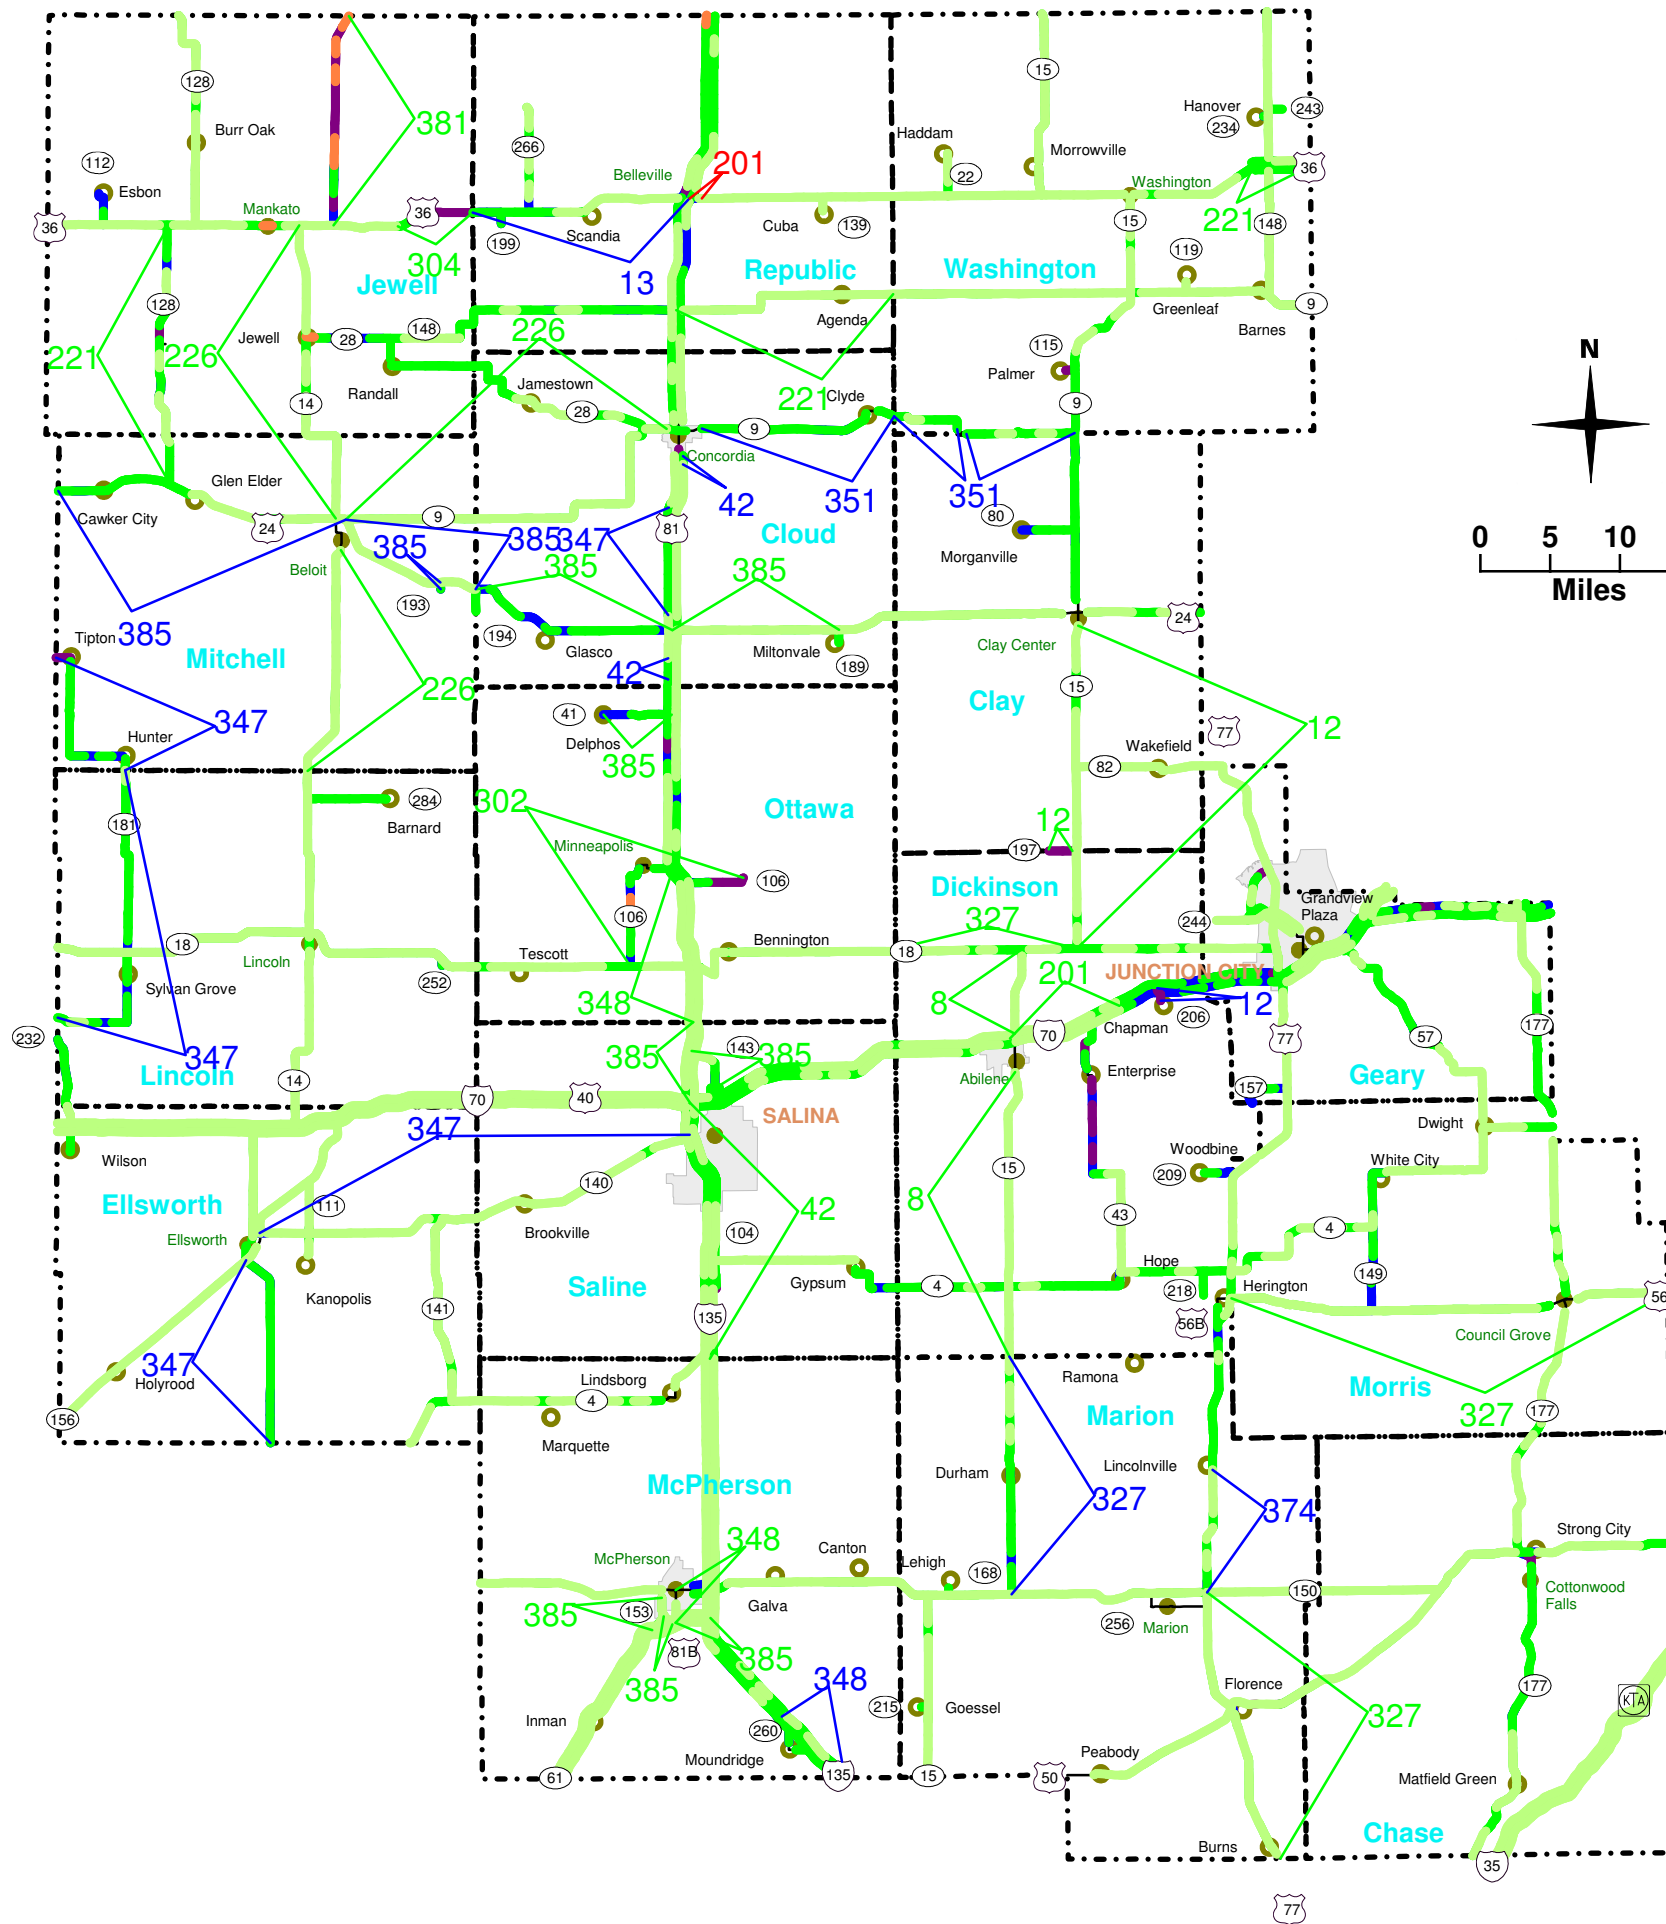 128
15
Hanover
243
234
381
Burr Oak
266
Haddam
Morrowville
112
Esbon
Belleville
201
22
Washington
36
Mankato
36
36
199
Scandia
Cuba
139
15
221
148
119
304
Jewell
13
Republic
Washington
128
Greenleaf
9
Barnes
Agenda
221
226
Jewell
28
148
226
115
Palmer
N
Randall
Jamestown
28
221
Clyde
14
9
9
Concordia
Glen Elder
Cawker City
24
9
42
351
351
80
0 5 10
Miles
385
385
347
81
Cloud
Beloit
385
385
Morganville
193
385
Tipton
Mitchell
194
Glasco
Miltonvale
189
24
Clay Center
42
226
15
Clay
347
Hunter
41
Delphos
385
77
12
Wakefield
82
284
Barnard
181
302
Ottawa
Minneapolis
12
197
106
Dickinson
Grandview
Plaza
106
327
244
18
Lincoln
252
Tescott
Bennington
18
201
JUNCTION CITY
Sylvan Grove
348
8
12
206
Chapman
232
347
Lincoln
385
143
385
70
77
57
177
14
Abilene
Enterprise
157
Geary
70
40
SALINA
347
Dwight
Wilson
Woodbine
White City
209
15
140
Ellsworth
111
42
8
43
4
Ellsworth
Brookville
104
Hope
149
Kanopolis
Saline
Gypsum
4
218
Herington
56
141
135
56B
Council Grove
347
Holyrood
Lindsborg
4
Ramona
Morris
156
Marquette
Marion
327
177
McPherson
Durham
Lincolnville
327
374
348
Strong City
McPherson
Canton
Lehigh
168
Cottonwood
Falls
150
385
153
Galva
256
Marion
81B
385
385
348
Florence
177
KTA
215
Goessel
327
Inman
260
Moundridge
Peabody
61
135
15
50
Matfield Green
Burns
Chase
35
77